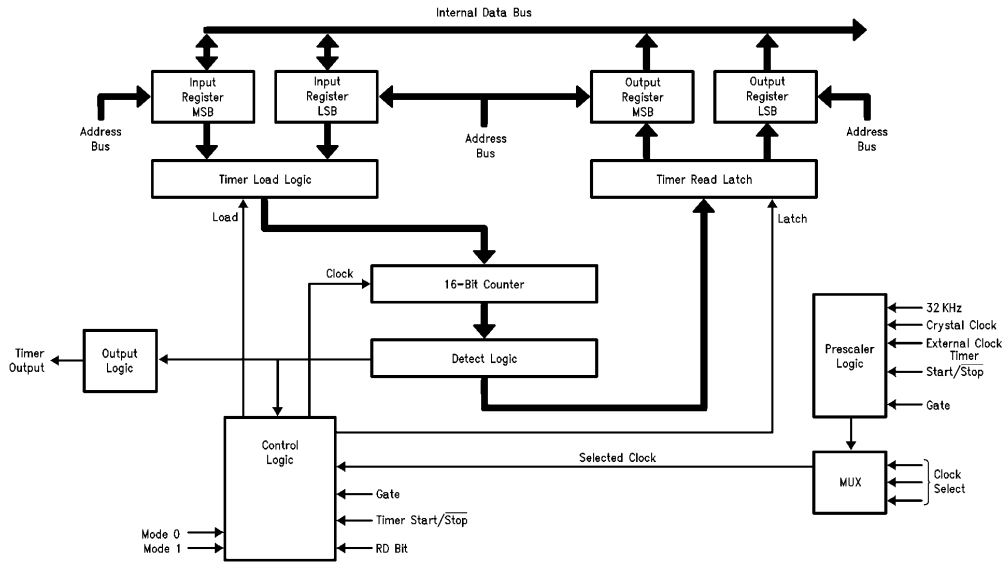 Internal Data Bus
Input
Register
MSB
Input
Register
LSB
Output
Register
MSB
Output
Register
LSB
Address
Bus
Address
Bus
Address
Bus
Timer Load Logic
Timer Read Latch
Load
Latch
Clock
16-Bit Counter
Detect Logic
Timer
Output
Output
Logic
Prescaler
Logic
32 KHz
Crystal Clock
External Clock
Timer
Start/Stop
Gate
Control
Logic
Selected Clock
MUX
Clock
Select
Gate
Timer Start/Stop
RD Bit
Mode 0
Mode 1